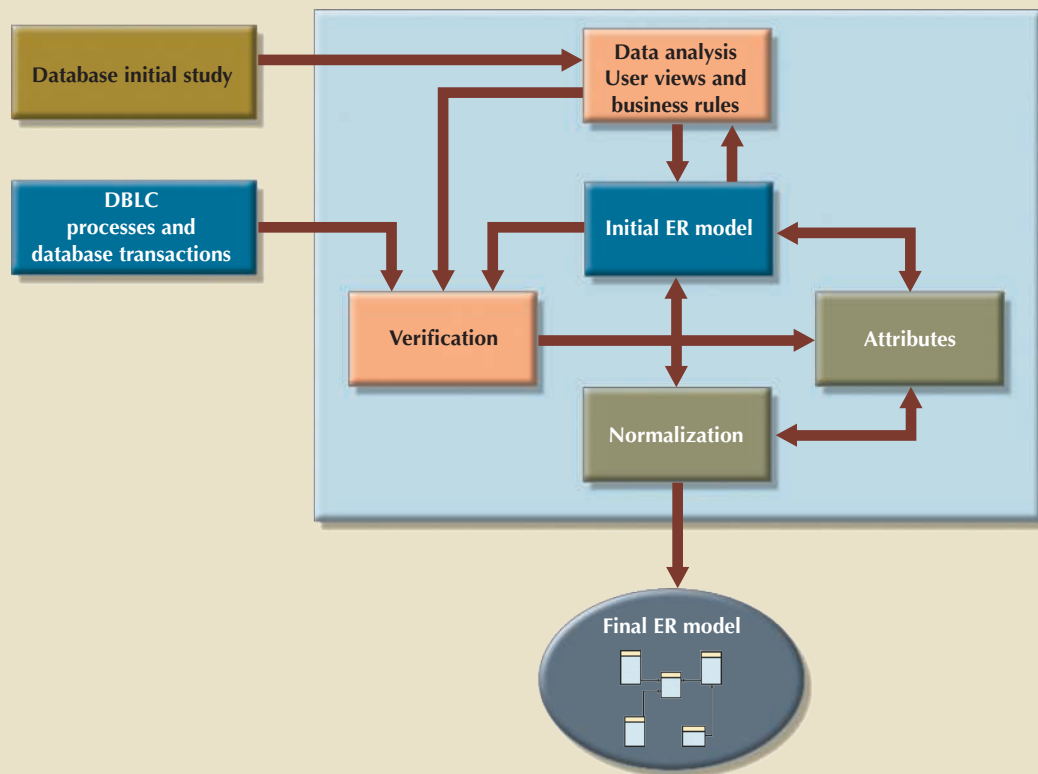 Database initial study
Data analysis
User views and
business rules
DBLC
processes and
database transactions
Initial ER model
Verification
Attributes
Normalization
Final ER model